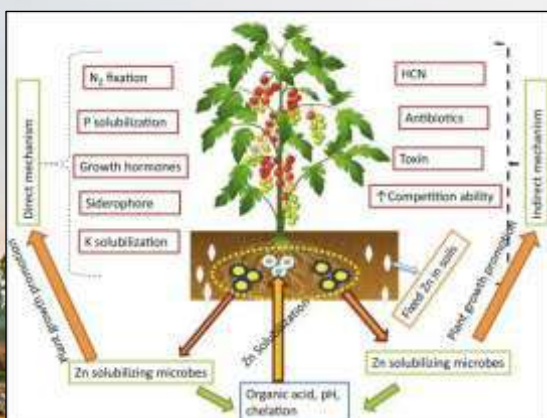 N₂ fixation
P solubilization
Growth hormones
Siderophore
K solubilization
Direct mechanism
Plant growth promotion
HCN
Antibiotics
Toxin
↑Competition ability
Indirect mechanism
Plant growth promotion
Fixed Zn in soils
Zn Solubilization
Zn solubilizing microbes
Zn solubilizing microbes
Organic acid, pH,
chelation